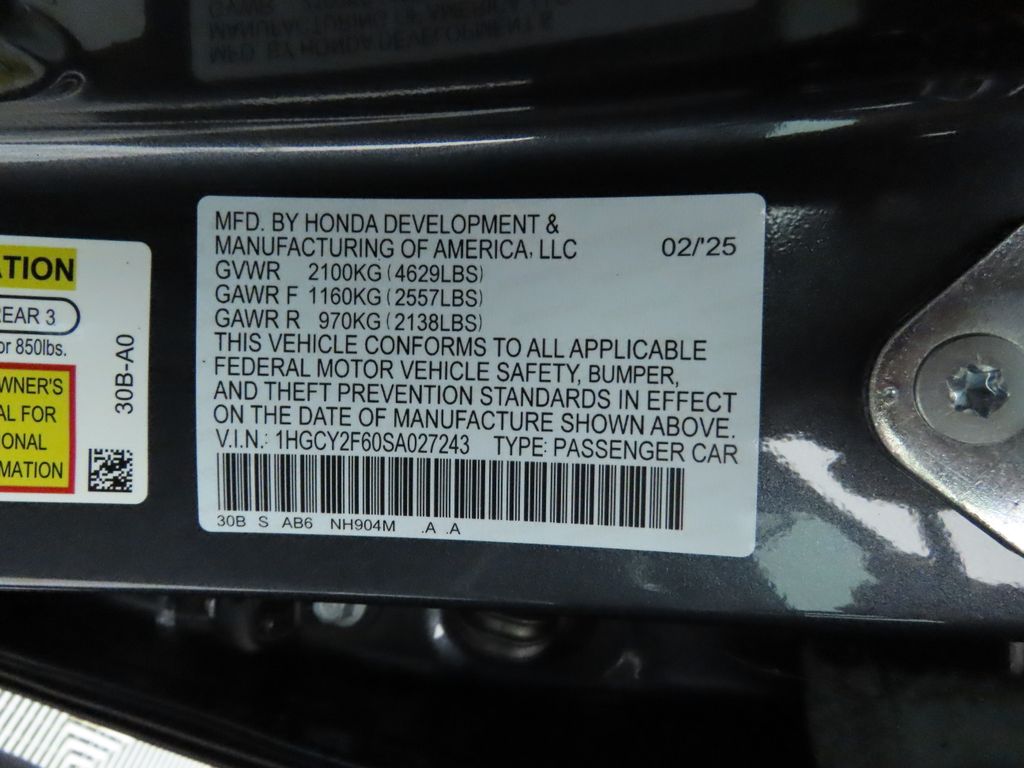 MFD. BY HONDA DEVELOPMENT &
MANUFACTURING OF AMERICA, LLC 02/'25
GVWR 2100KG (4629LBS)
GAWR F 1160KG (2557LBS)
GAWR R 970KG (2138LBS)
THIS VEHICLE CONFORMS TO ALL APPLICABLE
FEDERAL MOTOR VEHICLE SAFETY, BUMPER,
AND THEFT PREVENTION STANDARDS IN EFFECT
ON THE DATE OF MANUFACTURE SHOWN ABOVE.
V.I.N.: 1HGCY2F60SA027243 TYPE: PASSENGER CAR
30B S AB6 NH904M .A .A
ATION
REAR 3
or 850lbs.
WNER'S
AL FOR
IONAL
MATION
30B-A0